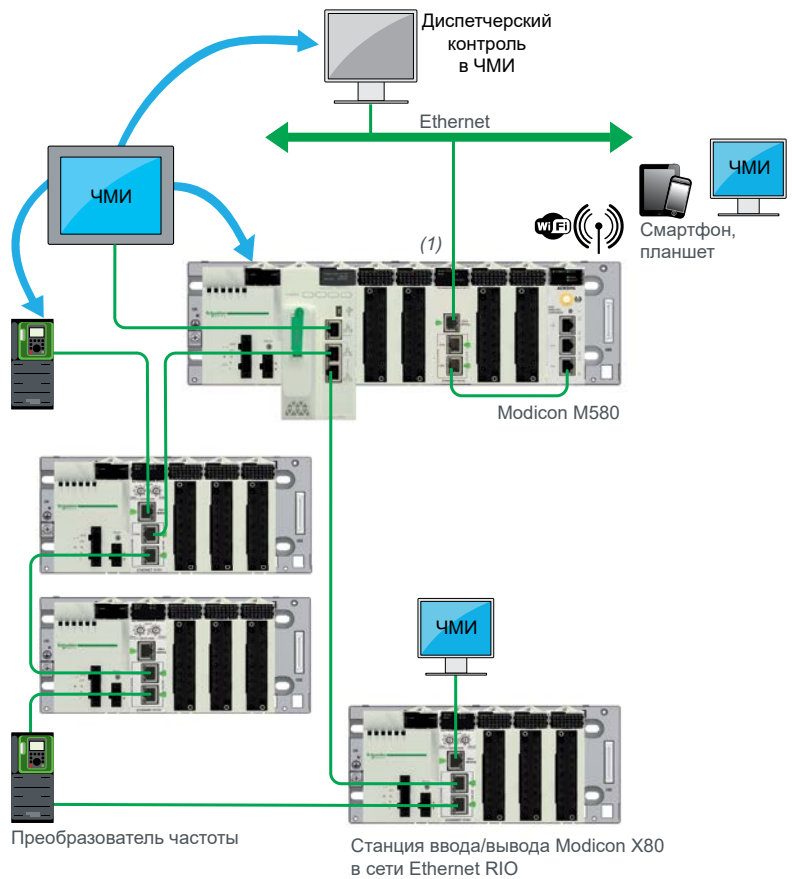 Диспетчерский
контроль
в ЧМИ
Ethernet
ЧМИ
ЧМИ
Wi Fi
Смартфон,
планшет
(1)
Modicon M580
ЧМИ
Преобразователь частоты
Станция ввода/вывода Modicon X80
в сети Ethernet RIO